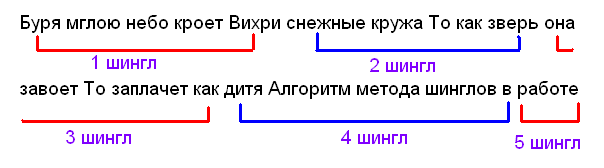 Буря мглою небо кроет Вихри снежные кружа То как зверь она
1 шингл 2 шингл
завоет То заплачет как дитя Алгоритм метода шинглов в работе
3 шингл 4 шингл 5 шингл